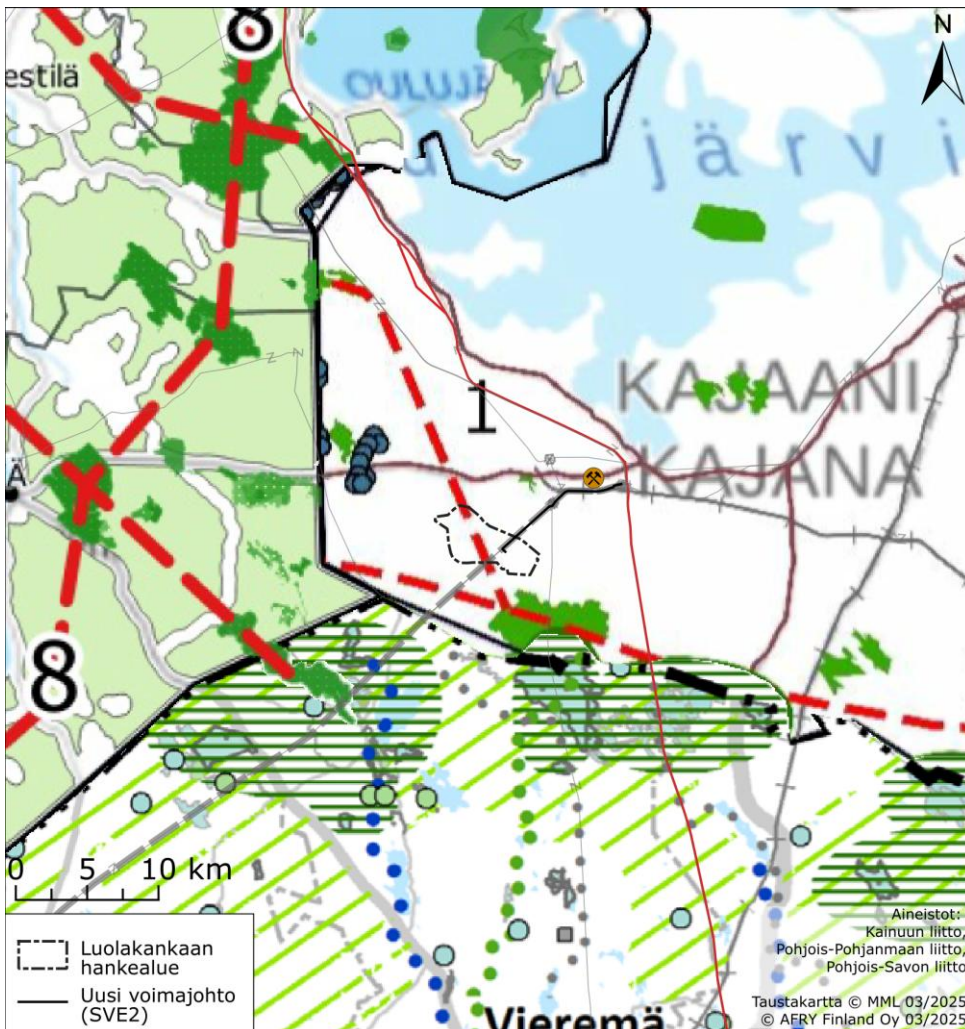 8
N
estilä
OULUJÄ
järvi
1
KAJAANI
KAJANA
Ä
8
0 5 10 km
Luolakankaan
hankealue
Uusi voimajohto
(SVE2)
Vieremä
Aineistot:
Kainuun liitto,
Pohjois-Pohjanmaan liitto,
Pohjois-Savon liitto
Taustakartta © MML 03/2025
© AFRY Finland Oy 03/2025